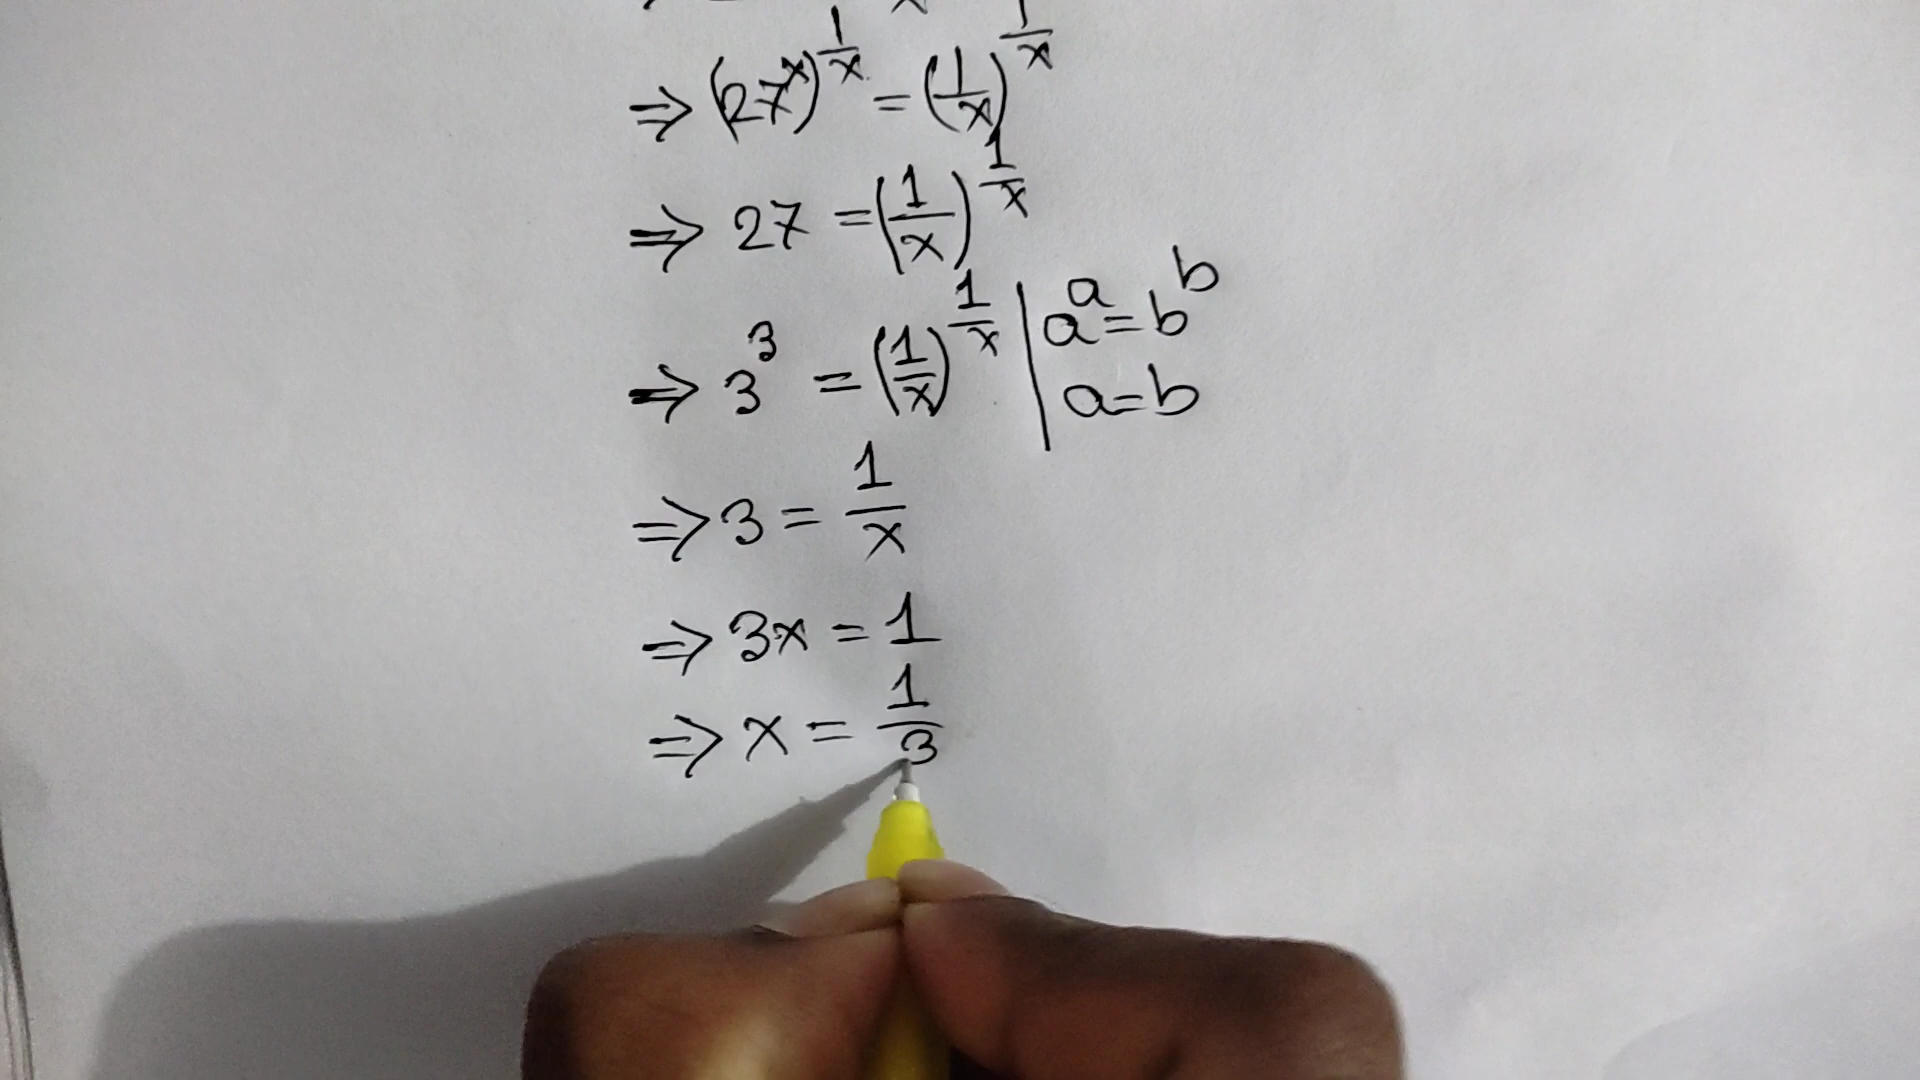 ⇒ (27^x)^(1/x) = (1/x)^(1/x)
⇒ 27 = (1/x)^(1/x)
⇒ 3^3 = (1/x)^(1/x) | a^a = b^b
a = b
⇒ 3 = 1/x
⇒ 3x = 1
⇒ x = 1/3